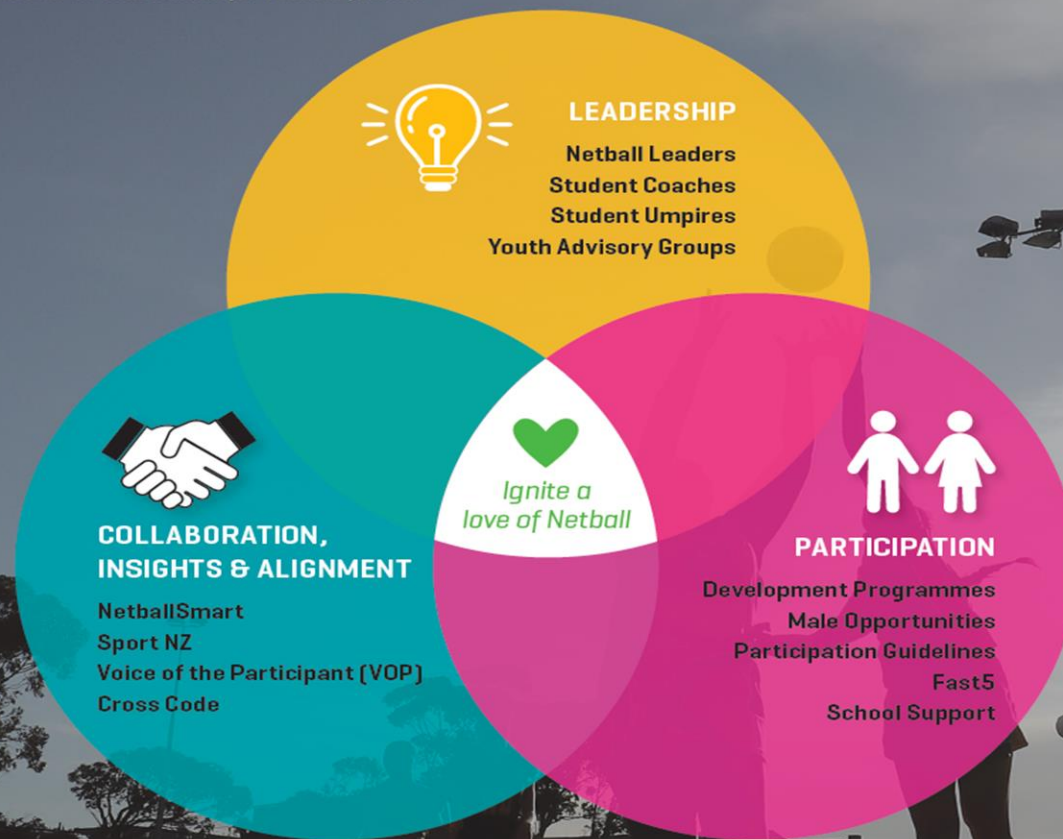 LEADERSHIP
Netball Leaders
Student Coaches
Student Umpires
Youth Advisory Groups
Ignite a
love of Netball
COLLABORATION,
INSIGHTS & ALIGNMENT
NetballSmart
Sport NZ
Voice of the Participant (VOP)
Cross Code
PARTICIPATION
Development Programmes
Male Opportunities
Participation Guidelines
Fast5
School Support